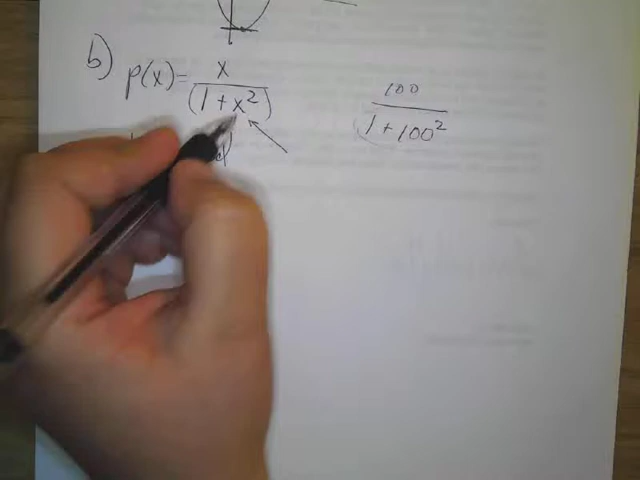 b) p(x) = x / (1 + x²)
100 / 1 + 100²